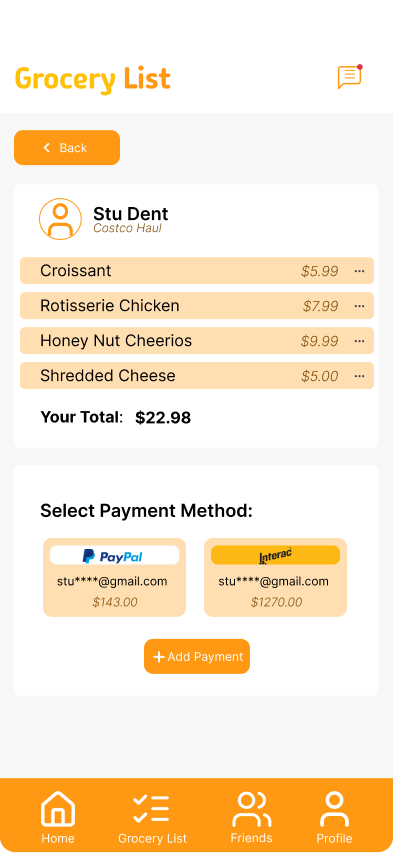 Grocery List
Back
Stu Dent
Costco Haul
Croissant $5.99 ...
Rotisserie Chicken $7.99 ...
Honey Nut Cheerios $9.99 ...
Shredded Cheese $5.00 ...
Your Total: $22.98
Select Payment Method:
PayPal Interac
stu****@gmail.com stu****@gmail.com
$143.00 $1270.00
+ Add Payment
Home Grocery List Friends Profile